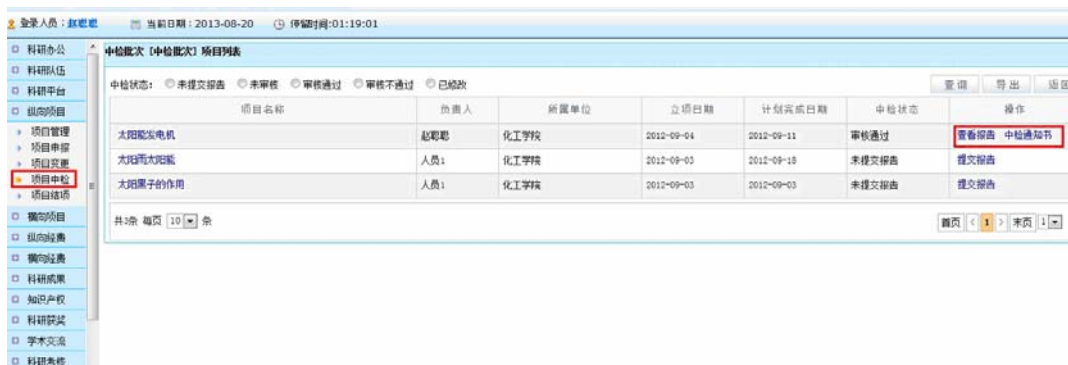 登录人员：赵聪聪 当前日期：2013-08-20 停留时间:01:19:01
科研办公
科研队伍
科研平台
纵向项目
项目管理
项目申报
项目变更
项目中检
项目结项
横向项目
纵向经费
横向经费
科研成果
知识产权
科研获奖
学术交流
科研考核
中检批次 [中检批次] 项目列表
中检状态： 未提交报告 未审核 审核通过 审核不通过 已修改 查询 导出 返回
项目名称 负责人 所属单位 立项日期 计划完成日期 中检状态 操作
太阳能发电机 赵聪聪 化工学院 2012-09-04 2012-09-11 审核通过 查看报告 中检通知书
太阳雨太阳能 人员1 化工学院 2012-09-03 2012-09-18 未提交报告 提交报告
太阳黑子的作用 人员1 化工学院 2012-09-03 2012-09-03 未提交报告 提交报告
共3条 每页 10 条 首页 < 1 > 末页 1